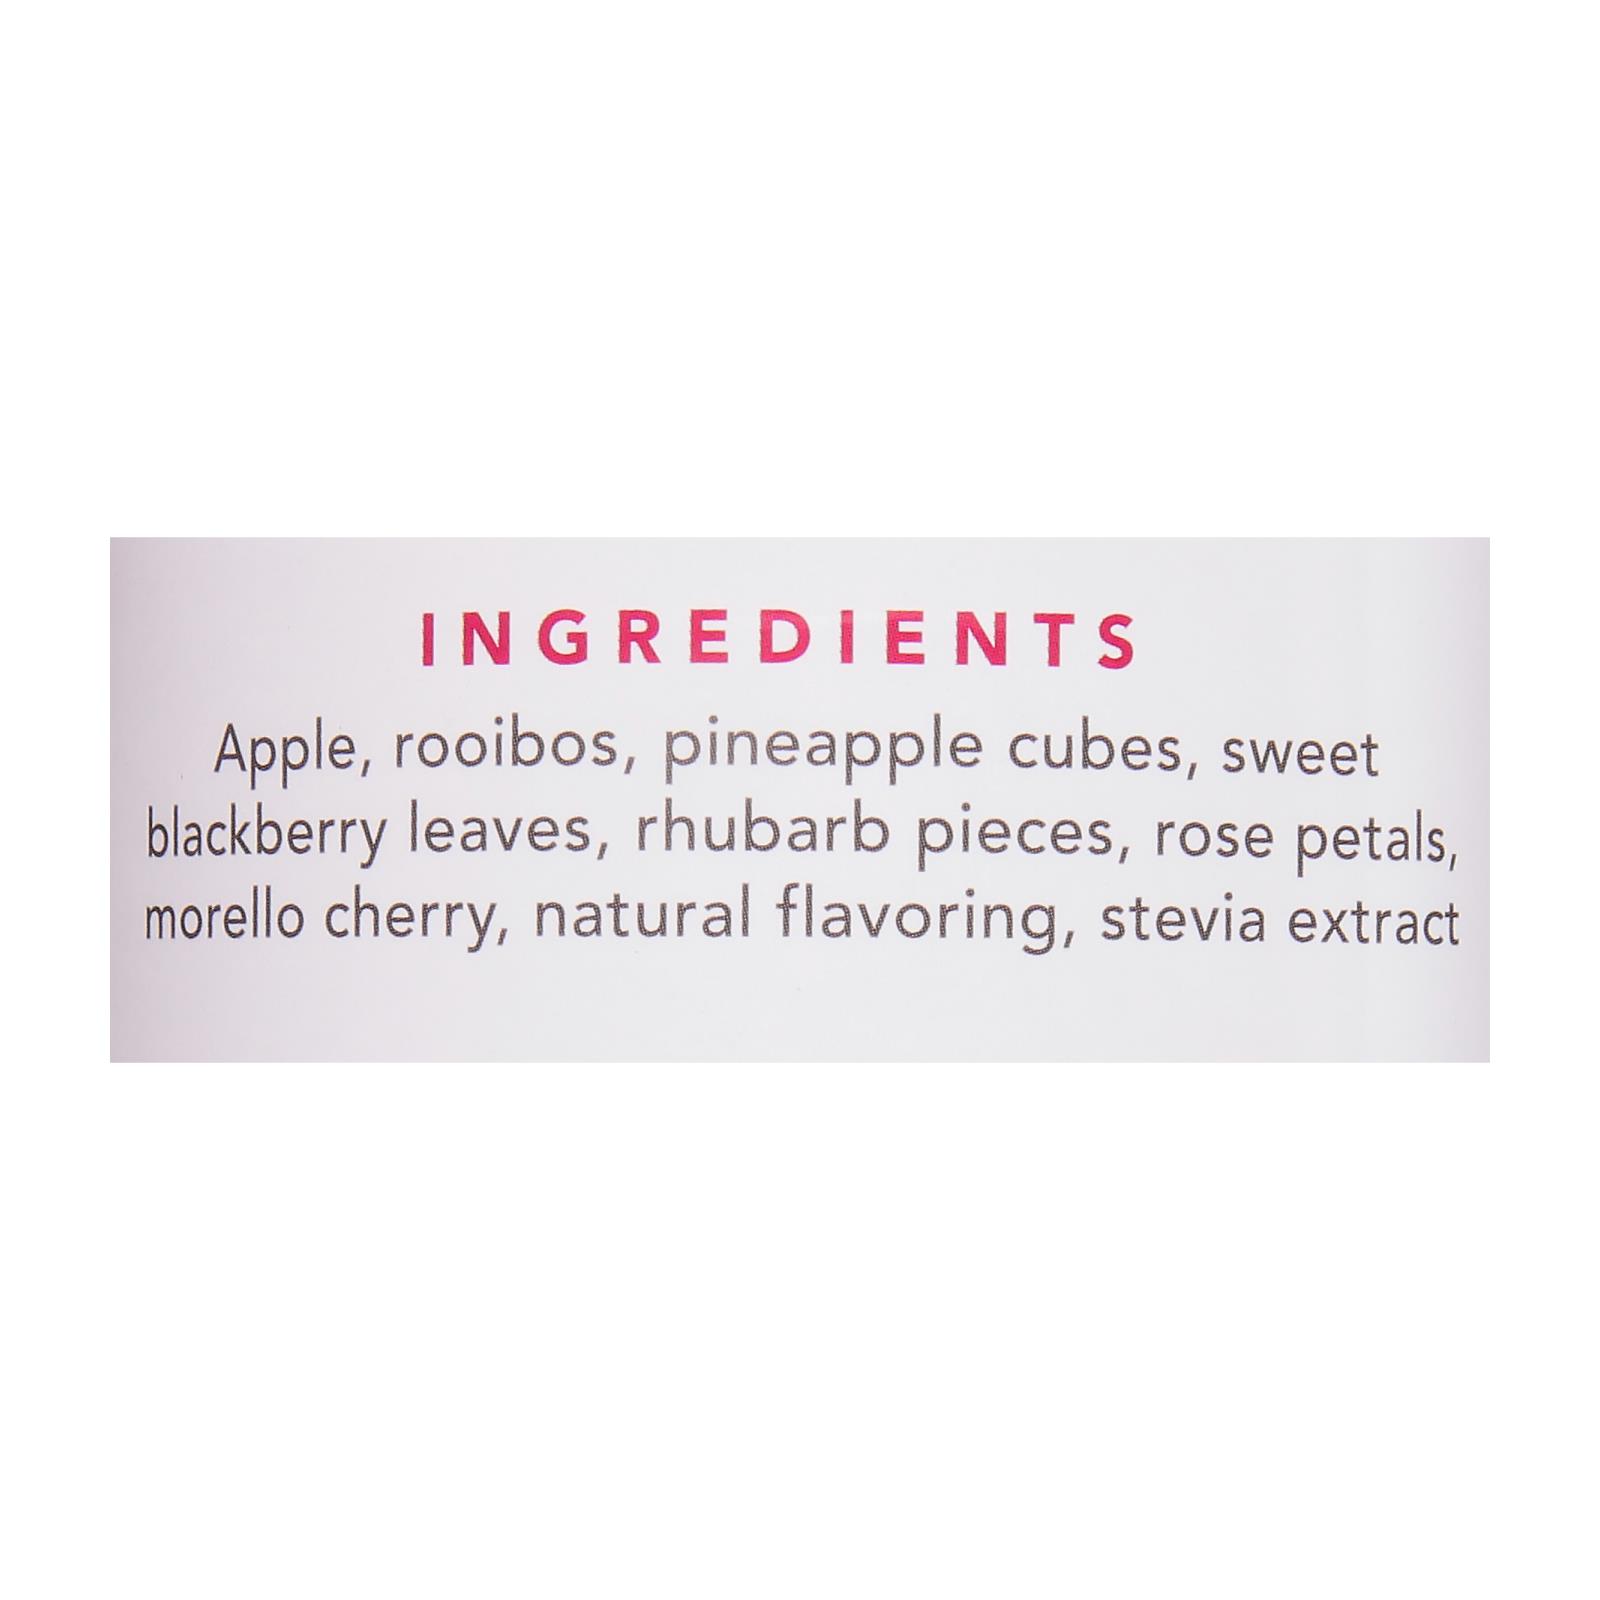 INGREDIENTS
Apple, rooibos, pineapple cubes, sweet
blackberry leaves, rhubarb pieces, rose petals,
morello cherry, natural flavoring, stevia extract